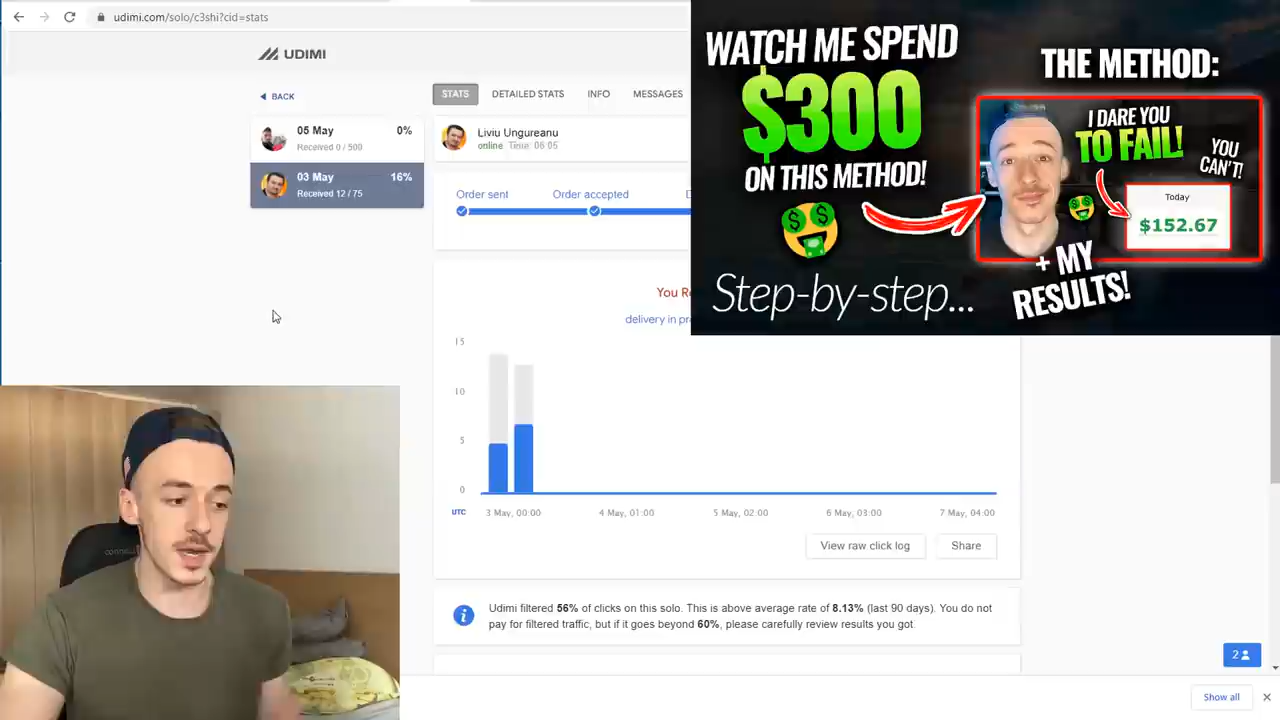 udimi.com/solo/c3shi?cid=stats
UDIMI
BACK
05 May 0%
Received 0 / 500
03 May 16%
Received 12 / 75
STATS DETAILED STATS INFO MESSAGES
Liviu Ungureanu
online Time: 06:05
Order sent Order accepted
You R
delivery in pr
15
10
5
0
UTC 3 May, 00:00 4 May, 01:00 5 May, 02:00 6 May, 03:00 7 May, 04:00
View raw click log Share
Udimi filtered 56% of clicks on this solo. This is above average rate of 8.13% (last 90 days). You do not
pay for filtered traffic, but if it goes beyond 60%, please carefully review results you got.
2
Show all
WATCH ME SPEND
$300
ON THIS METHOD!
Step-by-step...
THE METHOD:
I DARE YOU
TO FAIL!
YOU
CAN'T!
Today
$152.67
+ MY
RESULTS!